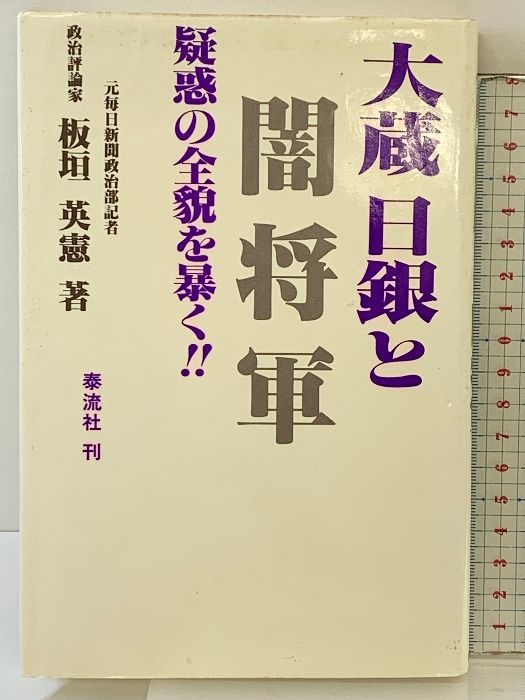 大蔵 日銀と
闇将軍
疑惑の全貌を暴く!!
元毎日新聞政治部記者
政治評論家 板垣 英憲 著
泰流社 刊